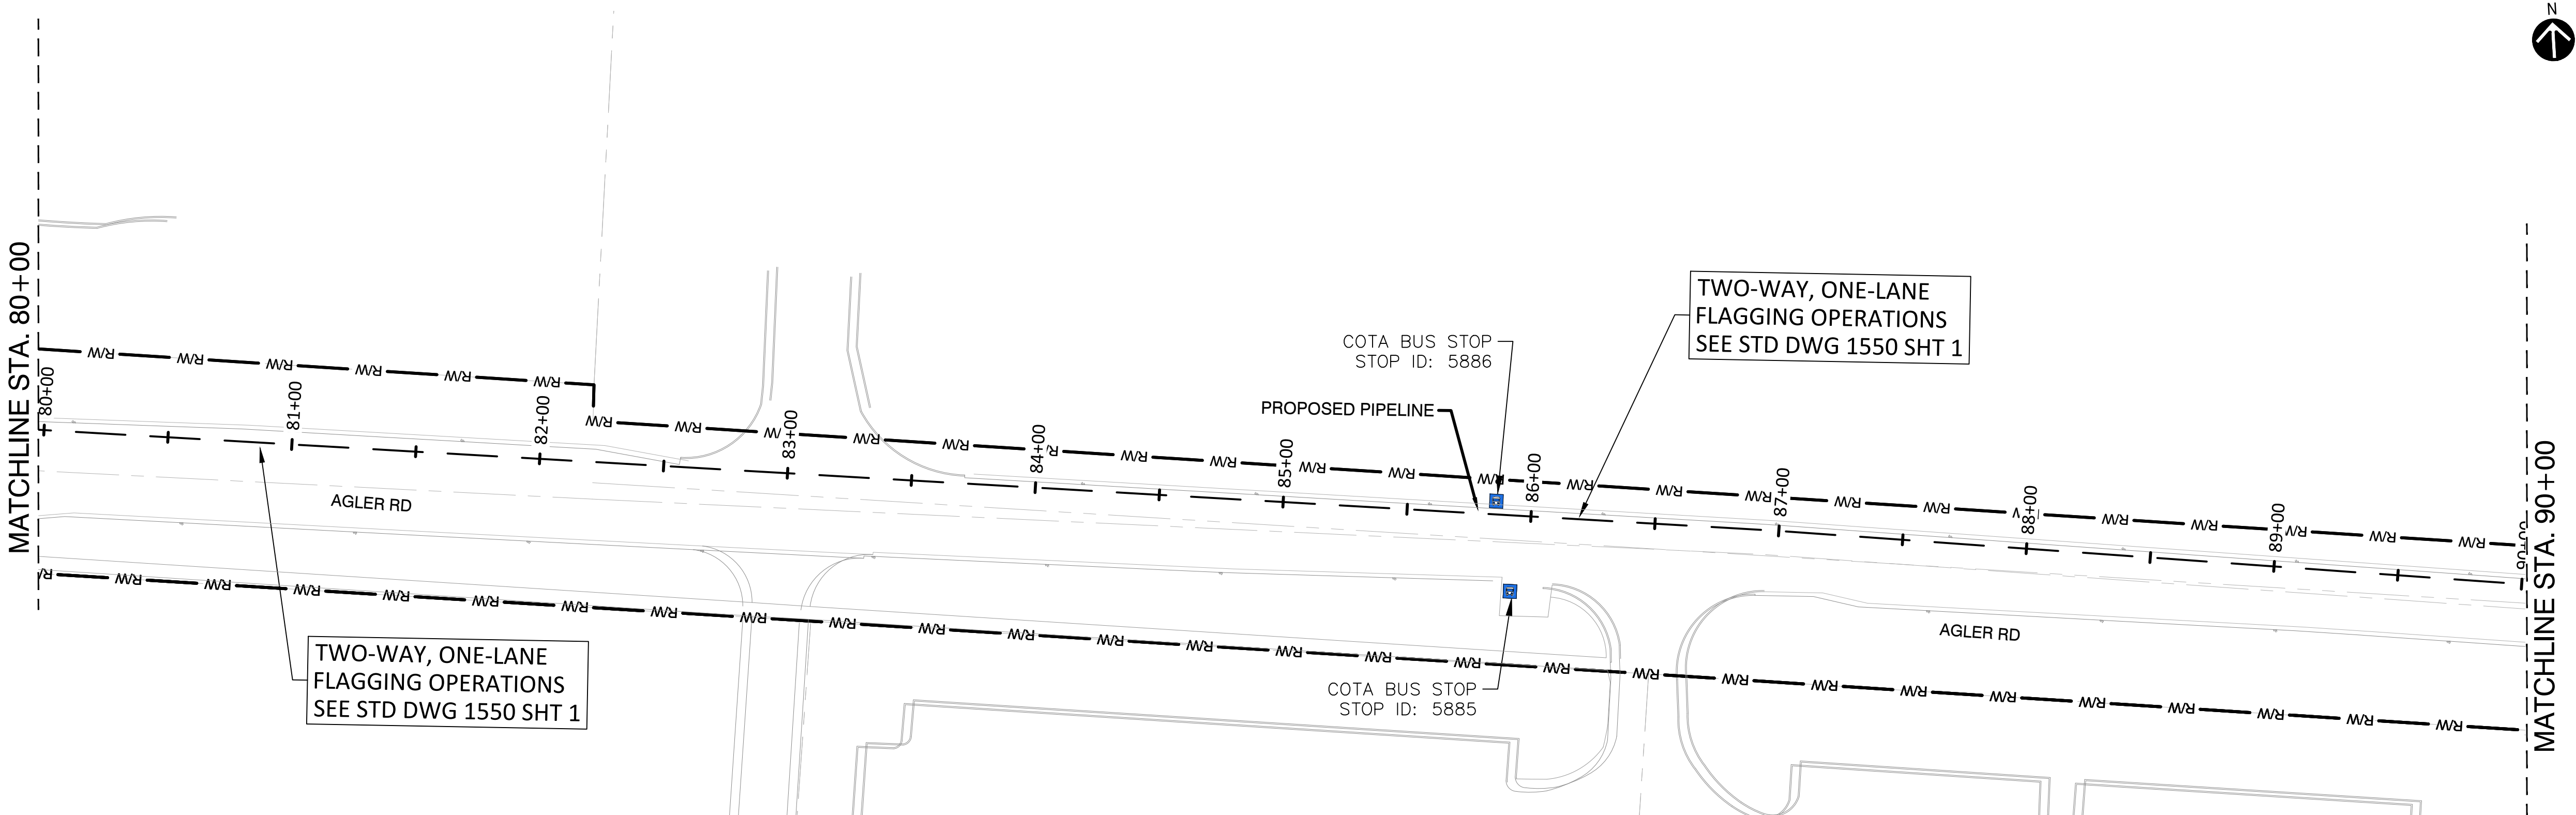 N
MATCHLINE STA. 80+00
80+00
81+00
82+00
83+00
84+00
85+00
86+00
87+00
88+00
89+00
90+00
MATCHLINE STA. 90+00
R/W R/W R/W R/W R/W R/W
R/W R/W R/W R/W R/W R/W R/W R/W R/W R/W R/W R/W R/W R/W R/W R/W R/W R/W R/W R/W
TWO-WAY, ONE-LANE
FLAGGING OPERATIONS
SEE STD DWG 1550 SHT 1
COTA BUS STOP
STOP ID: 5886
PROPOSED PIPELINE
AGLER RD
AGLER RD
R/W R/W R/W R/W R/W R/W R/W R/W R/W R/W R/W R/W R/W R/W R/W R/W R/W R/W R/W R/W R/W R/W R/W R/W R/W R/W R/W
TWO-WAY, ONE-LANE
FLAGGING OPERATIONS
SEE STD DWG 1550 SHT 1
COTA BUS STOP
STOP ID: 5885